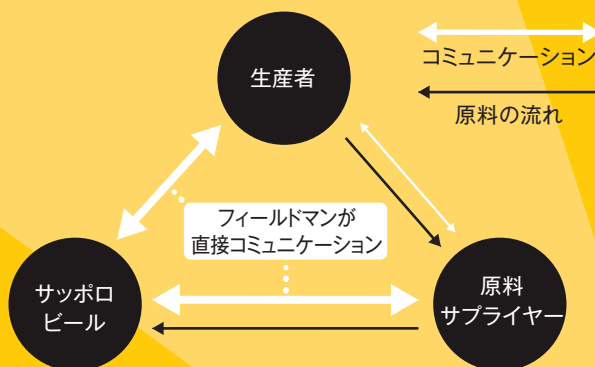 生産者
コミュニケーション
原料の流れ
フィールドマンが
直接コミュニケーション
サッポロ
ビール
原料
サプライヤー